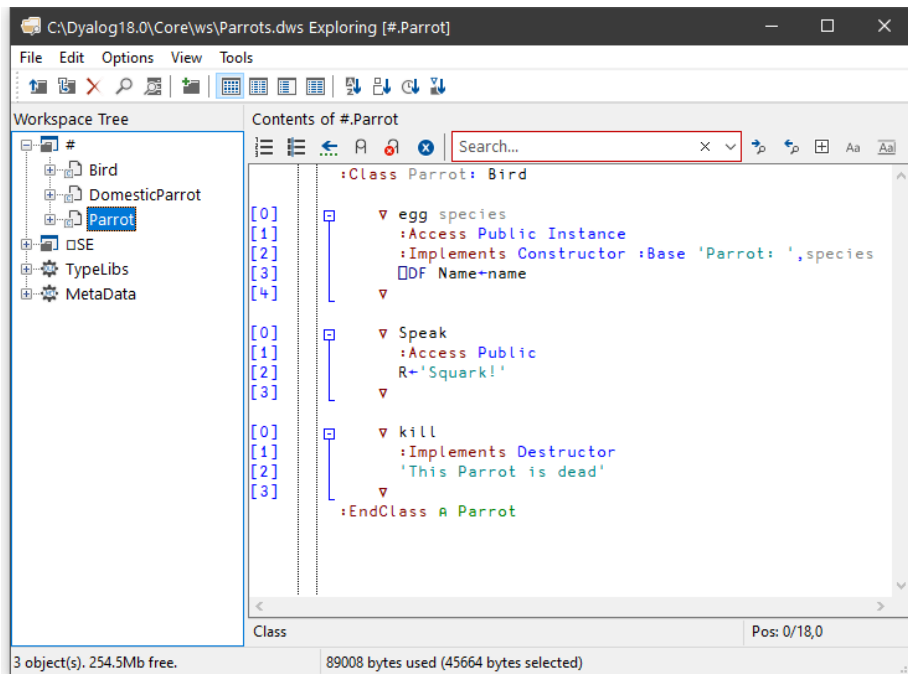 C:\Dyalog18.0\Core\ws\Parrots.dws Exploring [#.Parrot]
File Edit Options View Tools
Workspace Tree
Contents of #.Parrot
#
Bird
DomesticParrot
Parrot
⎕SE
TypeLibs
MetaData
Search...
Aa
Aa
:Class Parrot: Bird
[0] ∇ egg species
[1] :Access Public Instance
[2] :Implements Constructor :Base 'Parrot: ',species
[3] ⎕DF Name←name
[4] ∇
[0] ∇ Speak
[1] :Access Public
[2] R←'Squark!'
[3] ∇
[0] ∇ kill
[1] :Implements Destructor
[2] 'This Parrot is dead'
[3] ∇
:EndClass ⍝ Parrot
Class
Pos: 0/18,0
3 object(s). 254.5Mb free.
89008 bytes used (45664 bytes selected)